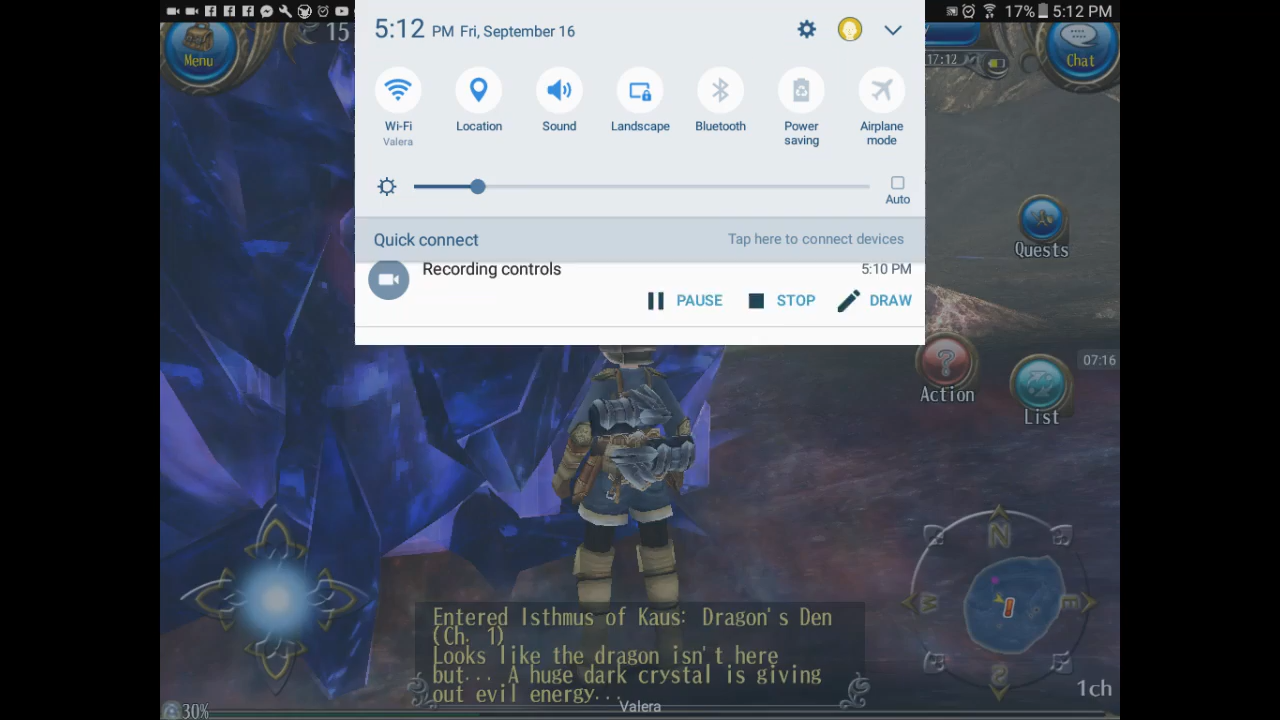 17% 5:12 PM
5:12 PM Fri, September 16
15
Menu
17:12
Chat
Wi-Fi
Valera
Location
Sound
Landscape
Bluetooth
Power
saving
Airplane
mode
Auto
Quick connect
Tap here to connect devices
Recording controls
5:10 PM
PAUSE
STOP
DRAW
Quests
Action
List
07:16
N
W
E
S
Entered Isthmus of Kaus: Dragon's Den
(Ch. 1)
Looks like the dragon isn't here
but... A huge dark crystal is giving
out evil energy...
1ch
30%
Valera